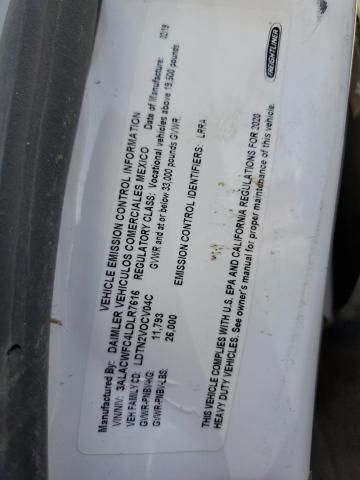 VEHICLE EMISSION CONTROL INFORMATION
Manufactured By: DAIMLER VEHICULOS COMERCIALES MEXICO Date of Manufacture: 02/19
VIN/NIV: 3ALACWFC4LDLR7616 REGULATORY CLASS: Vocational vehicles above 19,500 pounds
VEH FAMILY CD: LDTN2VOCV04C GVWR and at or below 33,000 pounds GVWR.
GVWR-PNBV-KG: 11,793
GVWR-PNBV-LBS: 26,000
EMISSION CONTROL IDENTIFIERS: LRRA
THIS VEHICLE COMPLIES WITH U.S. EPA AND CALIFORNIA REGULATIONS FOR 2020
HEAVY DUTY VEHICLES. See owner's manual for proper maintenance of this vehicle.
FREIGHTLINER